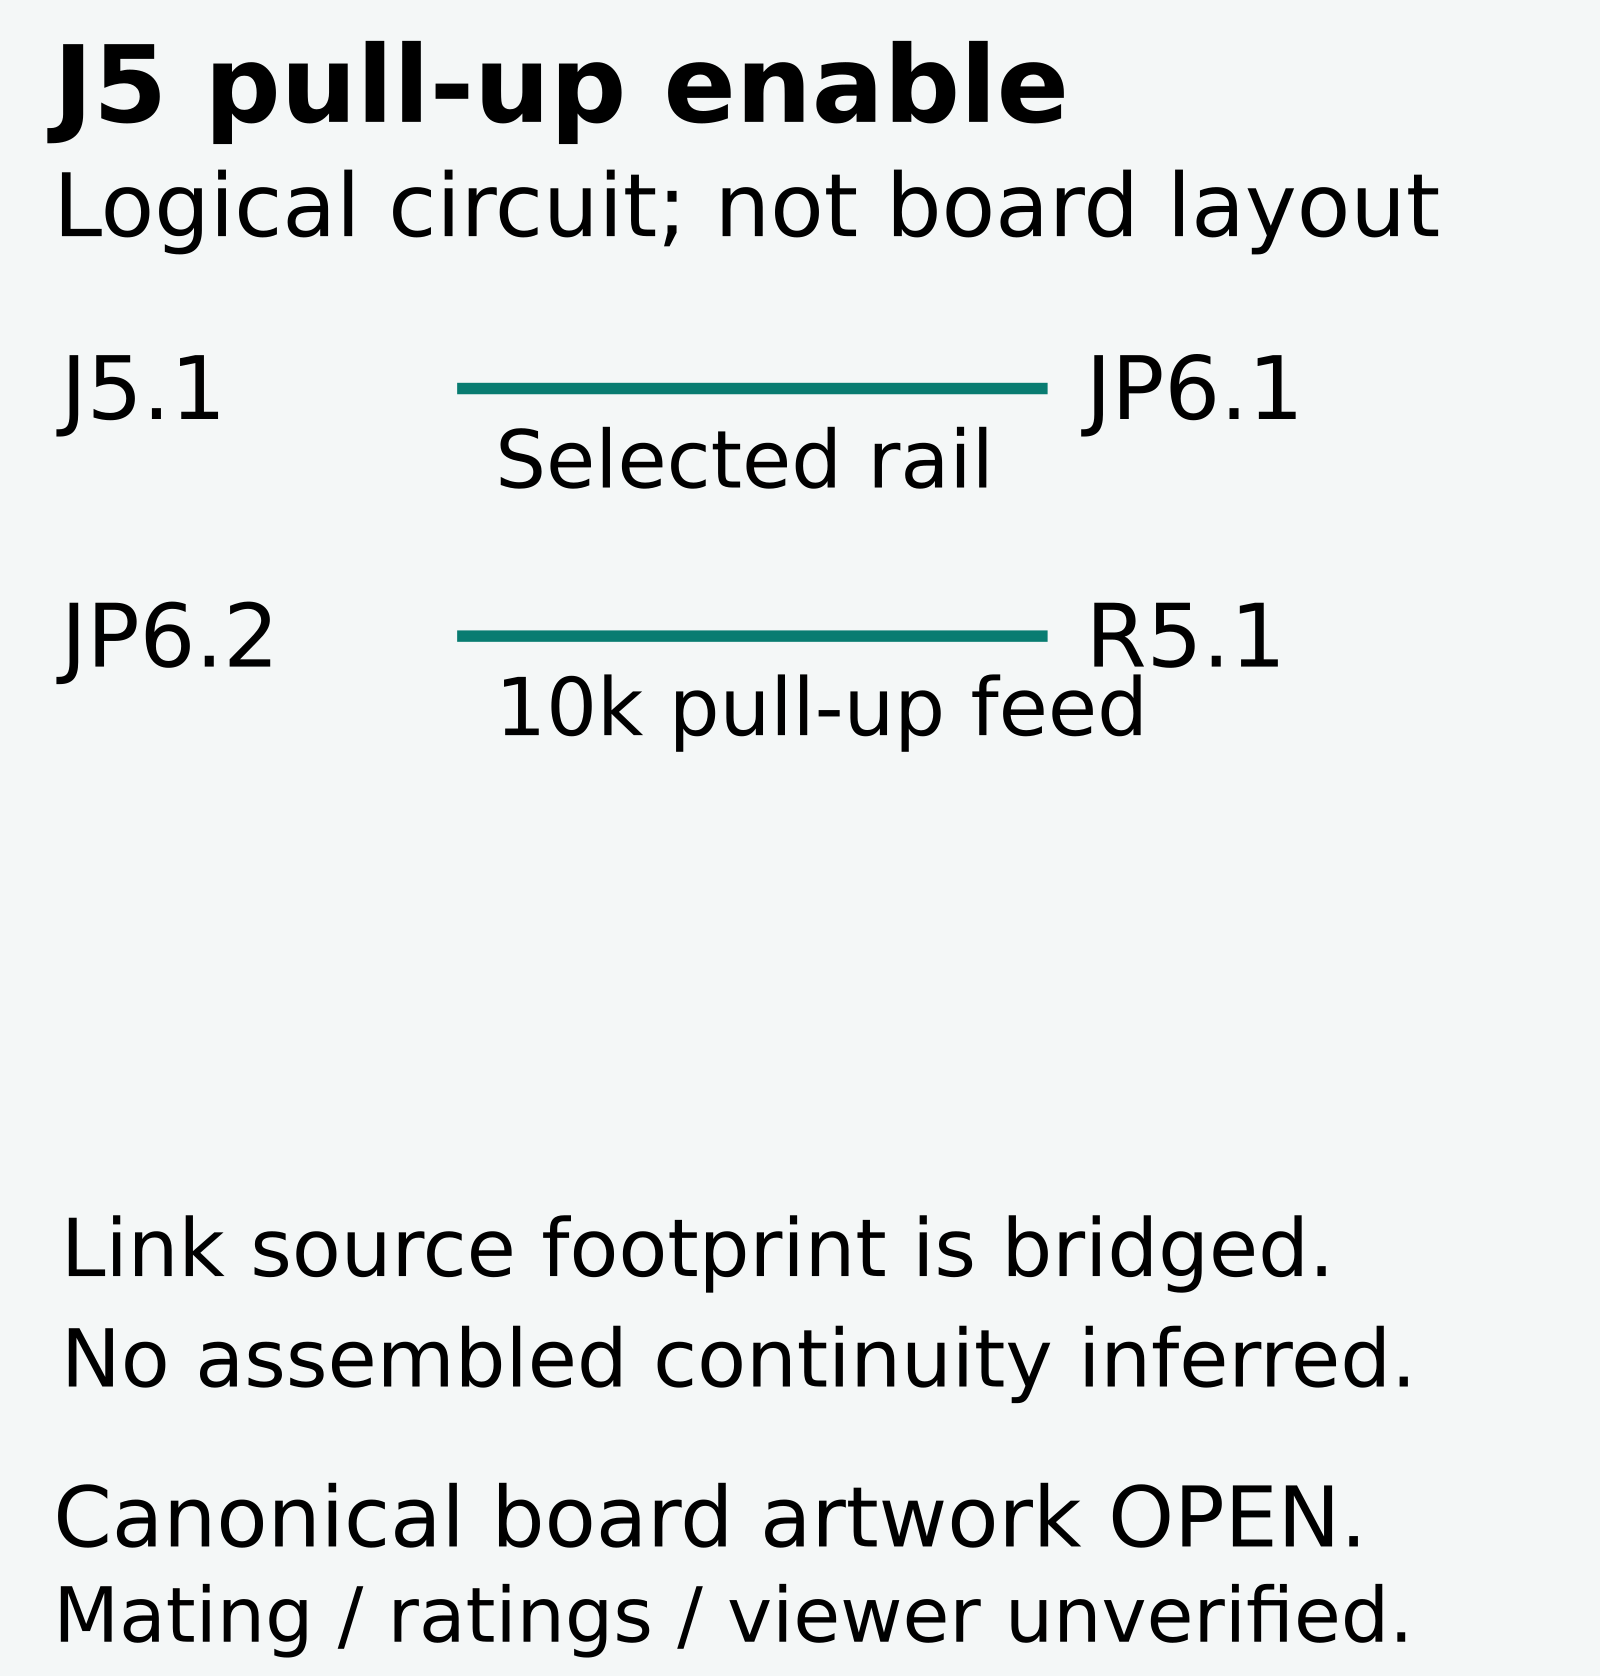 J5 pull-up enable
Logical circuit; not board layout
J5.1 JP6.1
Selected rail
JP6.2 R5.1
10k pull-up feed
Link source footprint is bridged.
No assembled continuity inferred.
Canonical board artwork OPEN.
Mating / ratings / viewer unverified.